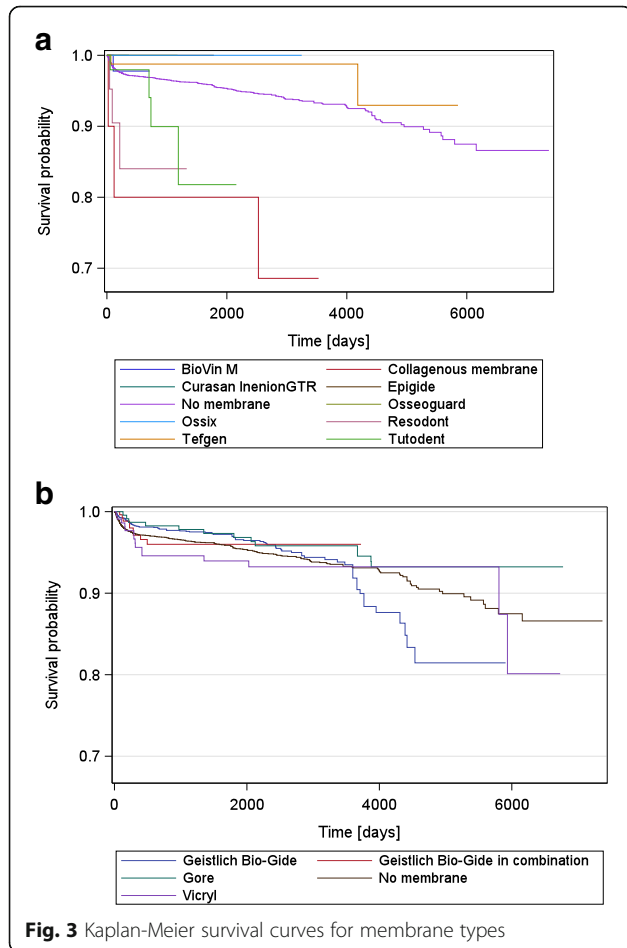 a
1.0
0.9
0.8
0.7
Survival probability
0 2000 4000 6000
Time [days]
BioVin M Collagenous membrane
Curasan InenionGTR Epigide
No membrane Osseoguard
Ossix Resodont
Tefgen Tutodent
b
1.0
0.9
0.8
0.7
Survival probability
0 2000 4000 6000
Time [days]
Geistlich Bio-Gide Geistlich Bio-Gide in combination
Gore No membrane
Vicryl
Fig. 3 Kaplan-Meier survival curves for membrane types